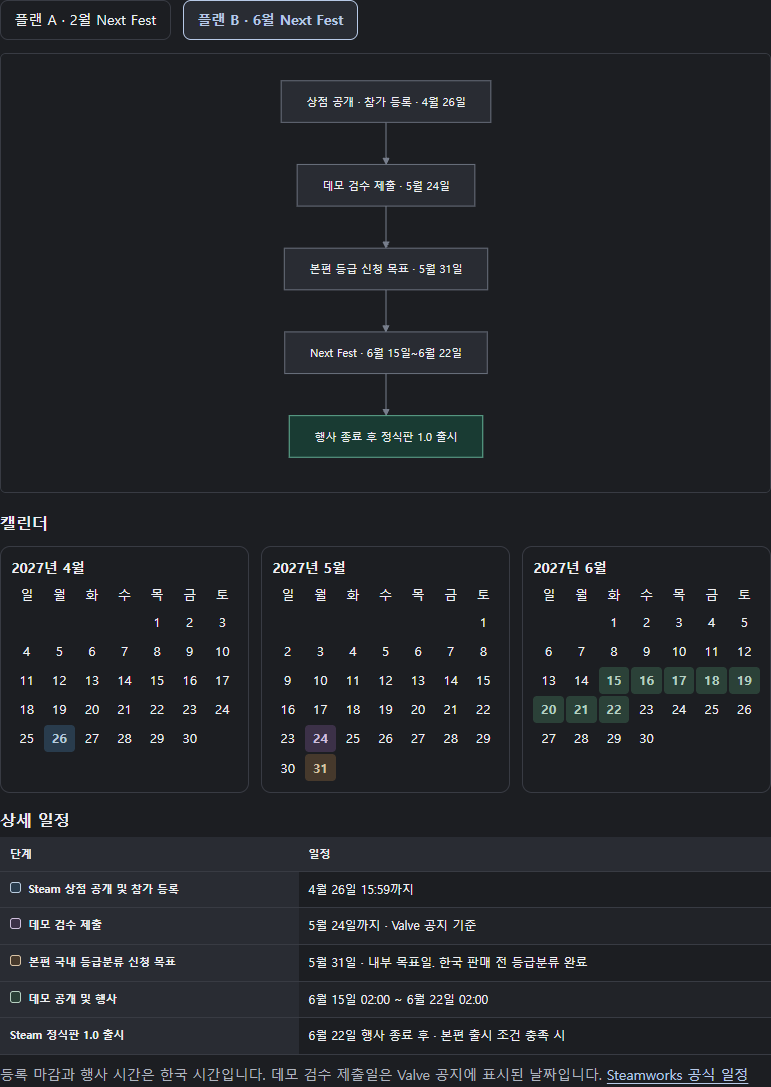 플랜 A · 2월 Next Fest 플랜 B · 6월 Next Fest
상점 공개 · 참가 등록 · 4월 26일
데모 검수 제출 · 5월 24일
본편 등급 신청 목표 · 5월 31일
Next Fest · 6월 15일~6월 22일
행사 종료 후 정식판 1.0 출시
캘린더
2027년 4월
일 월 화 수 목 금 토
1 2 3
4 5 6 7 8 9 10
11 12 13 14 15 16 17
18 19 20 21 22 23 24
25 26 27 28 29 30
2027년 5월
일 월 화 수 목 금 토
1
2 3 4 5 6 7 8
9 10 11 12 13 14 15
16 17 18 19 20 21 22
23 24 25 26 27 28 29
30 31
2027년 6월
일 월 화 수 목 금 토
1 2 3 4 5
6 7 8 9 10 11 12
13 14 15 16 17 18 19
20 21 22 23 24 25 26
27 28 29 30
상세 일정
단계 일정
Steam 상점 공개 및 참가 등록 4월 26일 15:59까지
데모 검수 제출 5월 24일까지 · Valve 공지 기준
본편 국내 등급분류 신청 목표 5월 31일 · 내부 목표일. 한국 판매 전 등급분류 완료
데모 공개 및 행사 6월 15일 02:00 ~ 6월 22일 02:00
Steam 정식판 1.0 출시 6월 22일 행사 종료 후 · 본편 출시 조건 충족 시
등록 마감과 행사 시간은 한국 시간입니다. 데모 검수 제출일은 Valve 공지에 표시된 날짜입니다. Steamworks 공식 일정